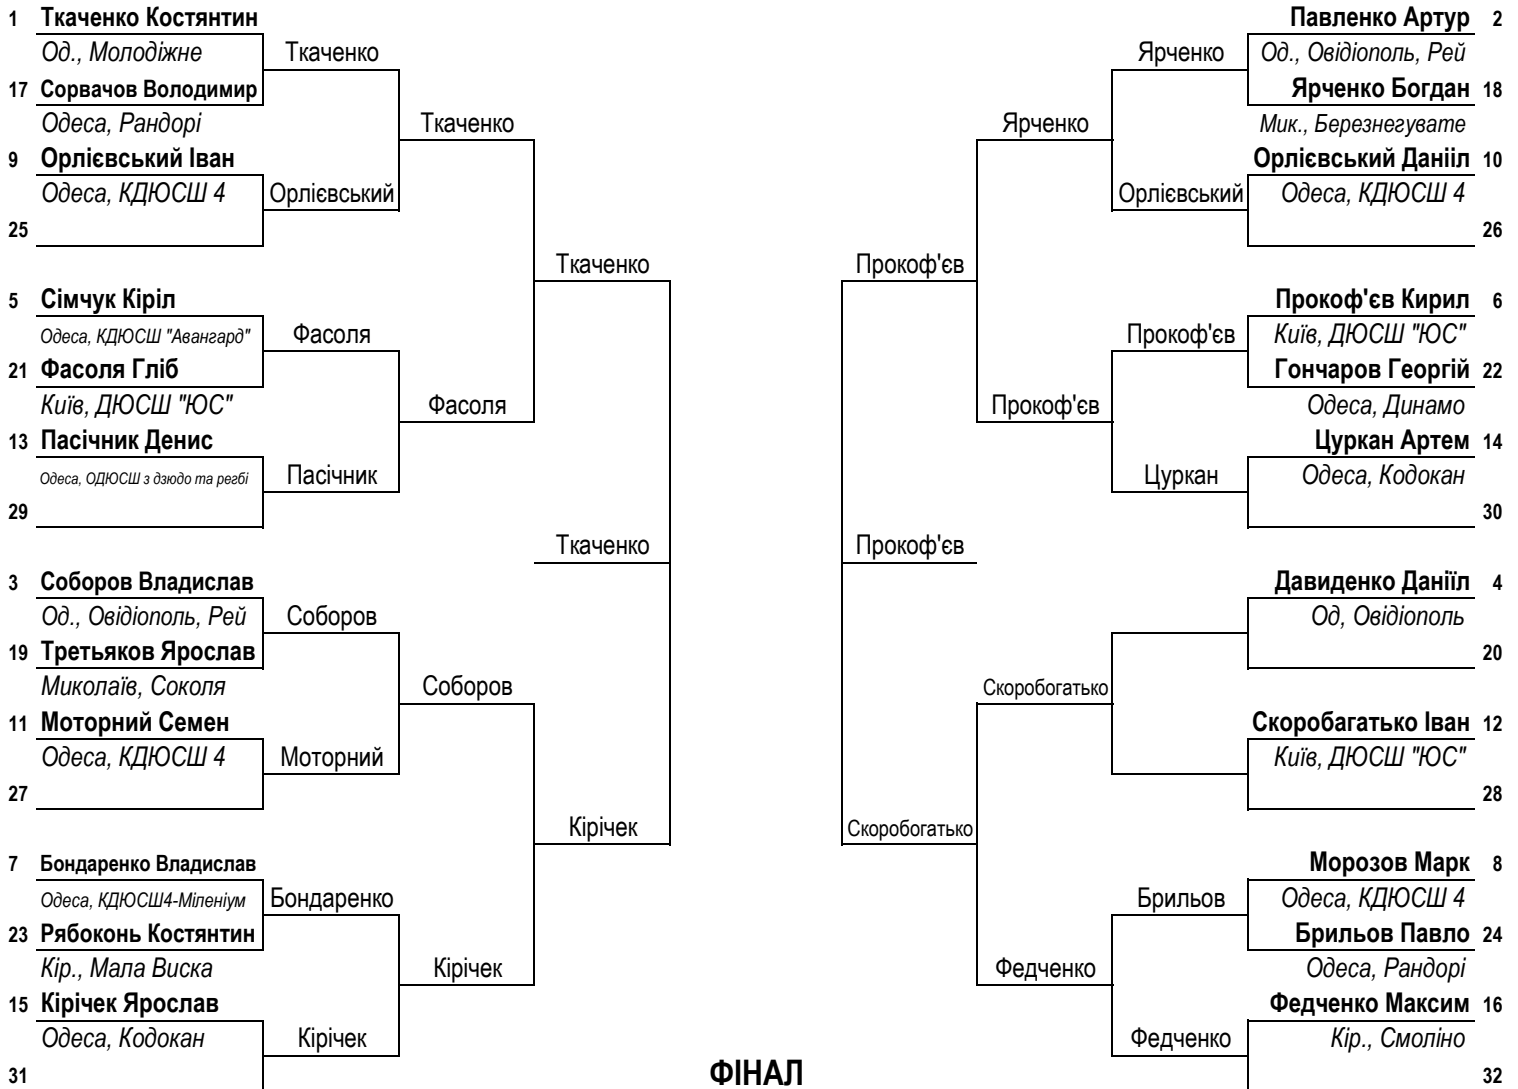 1 Ткаченко Костянтин
Од., Молодіжне
Ткаченко
17 Сорвачов Володимир
Одеса, Рандорі
Ткаченко
9 Орлієвський Іван
Одеса, КДЮСШ 4
Орлієвський
25
Ткаченко
5 Сімчук Кіріл
Одеса, КДЮСШ "Авангард"
Фасоля
21 Фасоля Гліб
Київ, ДЮСШ "ЮС"
Фасоля
13 Пасічник Денис
Одеса, ОДЮСШ з дзюдо та регбі
Пасічник
29
Ткаченко
3 Соборов Владислав
Од., Овідіополь, Рей
Соборов
19 Третьяков Ярослав
Миколаїв, Соколя
Соборов
11 Моторний Семен
Одеса, КДЮСШ 4
Моторний
27
Кірічек
7 Бондаренко Владислав
Одеса, КДЮСШ4-Міленіум
Бондаренко
23 Рябоконь Костянтин
Кір., Мала Виска
Кірічек
15 Кірічек Ярослав
Одеса, Кодокан
Кірічек
31
Павленко Артур 2
Ярченко
Од., Овідіополь, Рей
Ярченко Богдан 18
Ярченко
Мик., Березнегувате
Орлієвський Данііл 10
Орлієвський
Одеса, КДЮСШ 4
26
Прокоф'єв
Прокоф'єв Кирил 6
Прокоф'єв
Київ, ДЮСШ "ЮС"
Гончаров Георгій 22
Прокоф'єв
Одеса, Динамо
Цуркан Артем 14
Цуркан
Одеса, Кодокан
30
Прокоф'єв
Давиденко Даніїл 4
Од, Овідіополь
20
Скоробогатько
Скоробагатько Іван 12
Київ, ДЮСШ "ЮС"
28
Скоробогатько
Морозов Марк 8
Брильов
Одеса, КДЮСШ 4
Брильов Павло 24
Федченко
Одеса, Рандорі
Федченко Максим 16
Федченко
Кір., Смоліно
32
ФІНАЛ